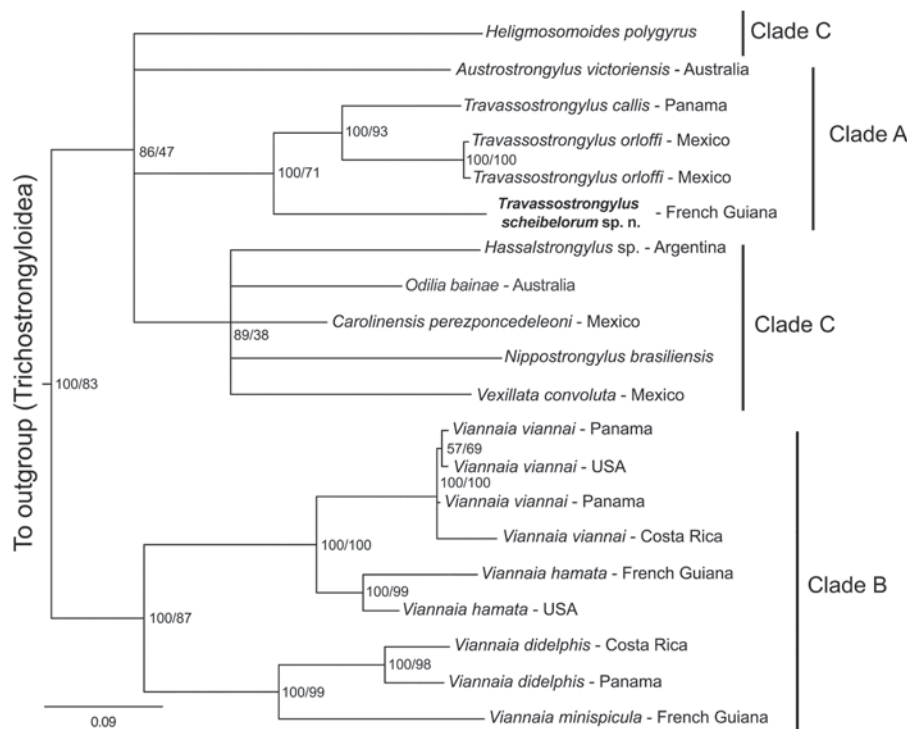 Heligmosomoides polygyrus
Clade C
Austrostrongylus victoriensis - Australia
Travassostrongylus callis - Panama
100/93
Clade A
Travassostrongylus orloffi - Mexico
86/47
100/100
100/71
Travassostrongylus orloffi - Mexico
Travassostrongylus
scheibelorum sp. n.
- French Guiana
Hassalstrongylus sp. - Argentina
Odilia bainae - Australia
Carolinensis perezponcedeleoni - Mexico
Clade C
89/38
Nippostrongylus brasiliensis
To outgroup (Trichostrongyloidea)
100/83
Vexillata convoluta - Mexico
Viannaia viannai - Panama
57/69
Viannaia viannai - USA
100/100
Viannaia viannai - Panama
Viannaia viannai - Costa Rica
100/100
Viannaia hamata - French Guiana
Clade B
100/99
Viannaia hamata - USA
100/87
Viannaia didelphis - Costa Rica
100/98
Viannaia didelphis - Panama
100/99
Viannaia minispicula - French Guiana
0.09